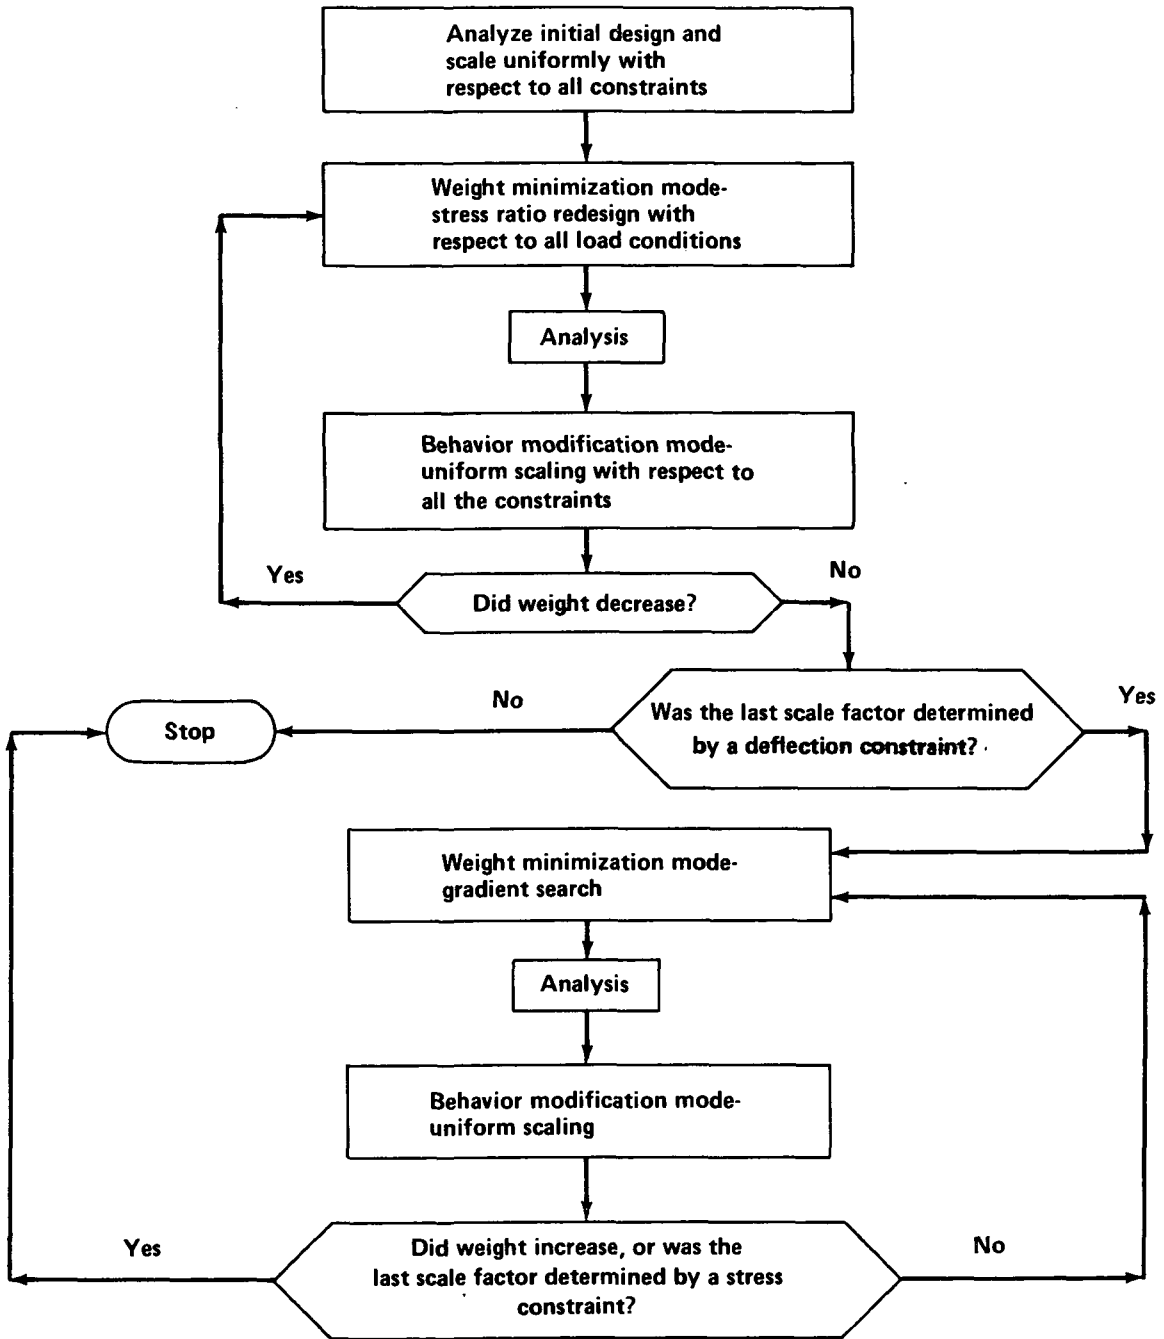 Analyze initial design and
scale uniformly with
respect to all constraints
Weight minimization mode-
stress ratio redesign with
respect to all load conditions
Analysis
Behavior modification mode-
uniform scaling with respect to
all the constraints
Yes
Did weight decrease?
No
Stop
No
Was the last scale factor determined
by a deflection constraint?
Yes
Weight minimization mode-
gradient search
Analysis
Behavior modification mode-
uniform scaling
Yes
Did weight increase, or was the
last scale factor determined by a stress
constraint?
No